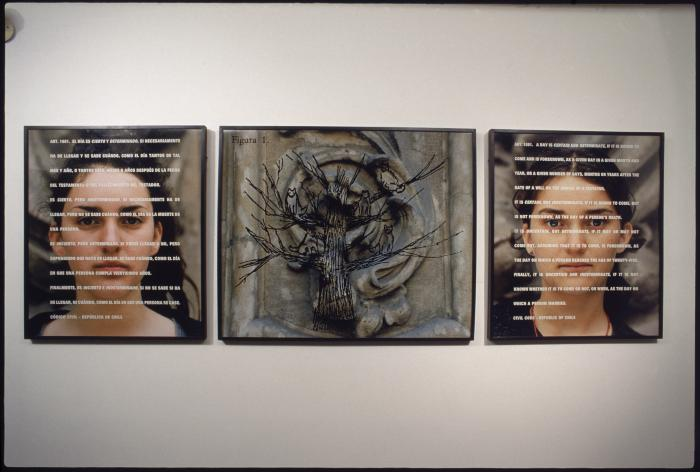 ART. 1081. EL DÍA ES CIERTO Y DETERMINADO, SI NECESARIAMENTE
HA DE LLEGAR Y SE SABE CUÁNDO, COMO EL DÍA TANTOS DE TAL
MES Y AÑO, O TANTOS DÍAS, MESES O AÑOS DESPUÉS DE LA FECHA
DEL TESTAMENTO O DEL FALLECIMIENTO DEL TESTADOR.
ES CIERTO, PERO INDETERMINADO, SI NECESARIAMENTE HA DE
LLEGAR, PERO NO SE SABE CUÁNDO, COMO EL DÍA DE LA MUERTE DE
UNA PERSONA.
ES INCIERTO, PERO DETERMINADO, SI PUEDE LLEGAR O NO, PERO
SUPONIENDO QUE HAYA DE LLEGAR, SE SABE CUÁNDO, COMO EL DÍA
EN QUE UNA PERSONA CUMPLA VEINTICINCO AÑOS.
FINALMENTE, ES INCIERTO E INDETERMINADO, SI NO SE SABE SI HA
DE LLEGAR, NI CUÁNDO, COMO EL DÍA EN QUE UNA PERSONA SE CASE.
CÓDIGO CIVIL - REPÚBLICA DE CHILE
Figura 1.
ART. 1081. A DAY IS CERTAIN AND DETERMINATE, IF IT IS BOUND TO
COME AND IS FOREKNOWN, AS A GIVEN DAY IN A GIVEN MONTH AND
YEAR, OR A GIVEN NUMBER OF DAYS, MONTHS OR YEARS AFTER THE
DATE OF A WILL OR THE DEMISE OF A TESTATOR.
IT IS CERTAIN, BUT INDETERMINATE, IF IT IS BOUND TO COME, BUT
IS NOT FOREKNOWN, AS THE DAY OF A PERSON'S DEATH.
IT IS UNCERTAIN, BUT DETERMINATE, IF IT MAY OR MAY NOT
COME BUT, ASSUMING THAT IT IS TO COME, IS FOREKNOWN, AS
THE DAY ON WHICH A PERSON REACHES THE AGE OF TWENTY-FIVE.
FINALLY, IT IS UNCERTAIN AND INDETERMINATE, IF IT IS NOT
KNOWN WHETHER IT IS TO COME OR NOT, OR WHEN, AS THE DAY ON
WHICH A PERSON MARRIES.
CIVIL CODE - REPUBLIC OF CHILE